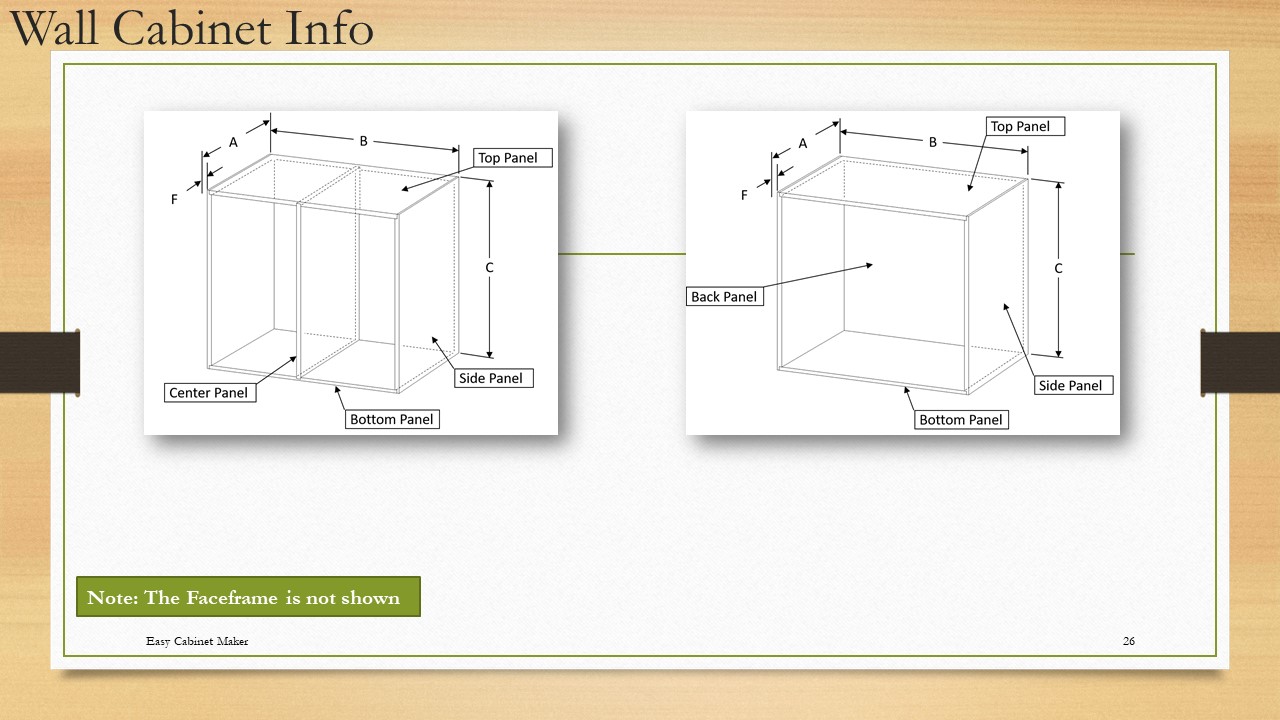 Wall Cabinet Info
A
B
Top Panel
F
C
Side Panel
Center Panel
Bottom Panel
Top Panel
A
B
F
C
Back Panel
Side Panel
Bottom Panel
Note: The Faceframe is not shown
Easy Cabinet Maker
26